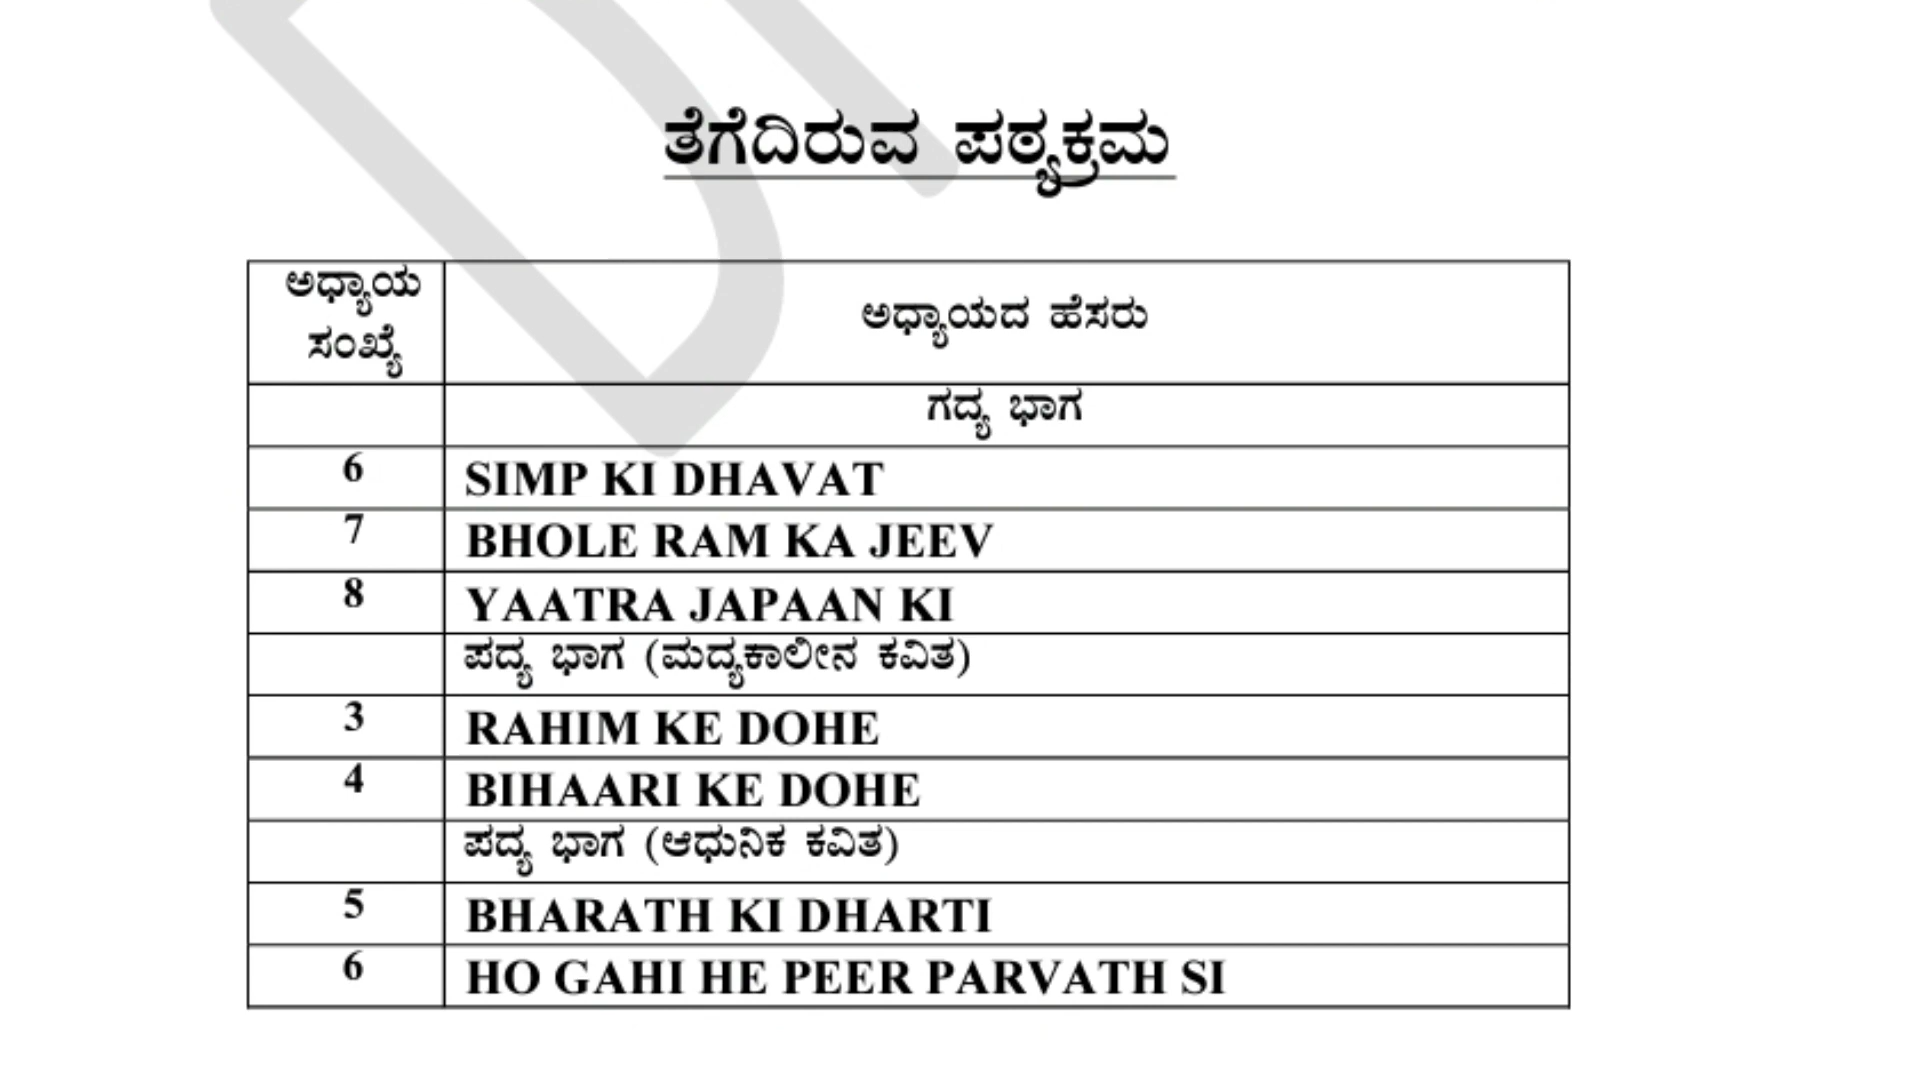 ತೆಗೆದಿರುವ ಪಠ್ಯಕ್ರಮ
ಅಧ್ಯಾಯ ಸಂಖ್ಯೆ ಅಧ್ಯಾಯದ ಹೆಸರು
ಗದ್ಯ ಭಾಗ
6 SIMP KI DHAVAT
7 BHOLE RAM KA JEEV
8 YAATRA JAPAAN KI
ಪದ್ಯ ಭಾಗ (ಮದ್ಯಕಾಲೀನ ಕವಿತ)
3 RAHIM KE DOHE
4 BIHAARI KE DOHE
ಪದ್ಯ ಭಾಗ (ಆಧುನಿಕ ಕವಿತ)
5 BHARATH KI DHARTI
6 HO GAHI HE PEER PARVATH SI